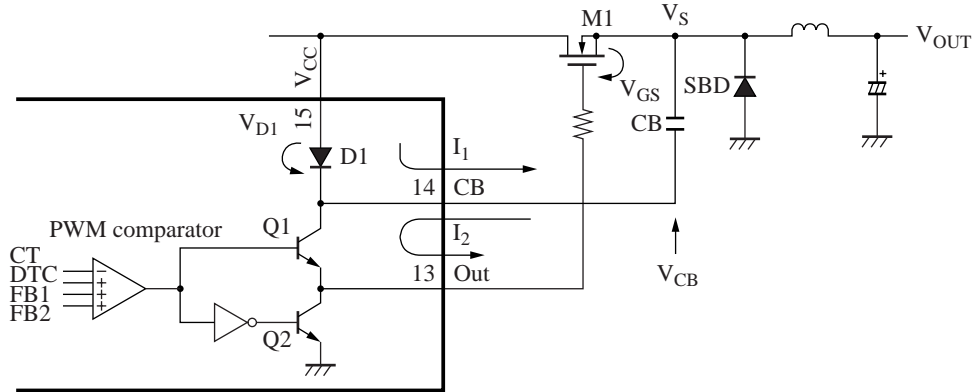 M1
V_S
V_OUT
V_CC
+
V_GS
SBD
V_D1
15
CB
D1
I_1
14
CB
PWM comparator
Q1
I_2
CT
DTC
FB1
FB2
−
+
+
+
13
Out
V_CB
Q2